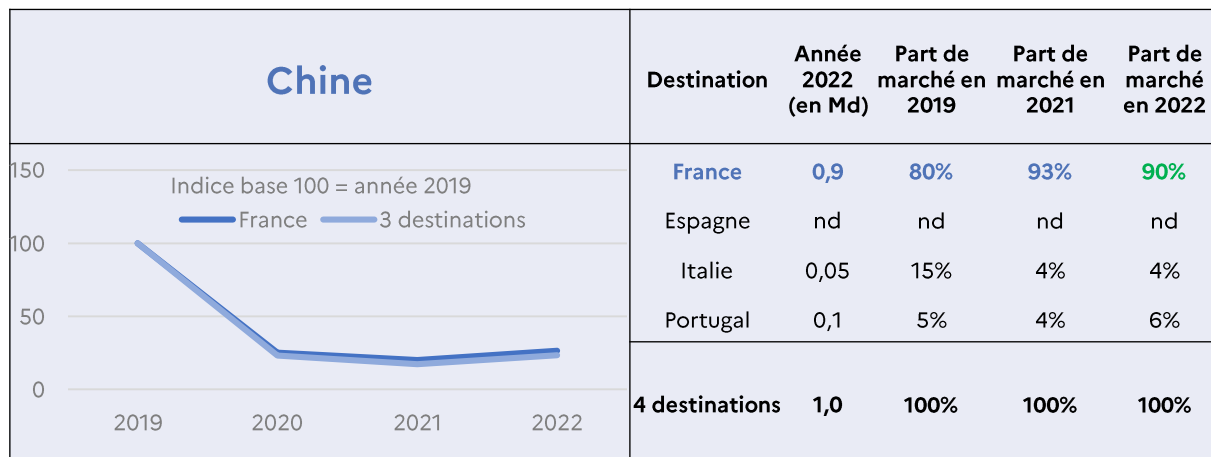 Chine
Destination
Année
2022
(en Md)
Part de
marché en
2019
Part de
marché en
2021
Part de
marché
en 2022
150
Indice base 100 = année 2019
France 3 destinations
100
50
0
2019 2020 2021 2022
France 0,9 80% 93% 90%
Espagne nd nd nd nd
Italie 0,05 15% 4% 4%
Portugal 0,1 5% 4% 6%
4 destinations 1,0 100% 100% 100%